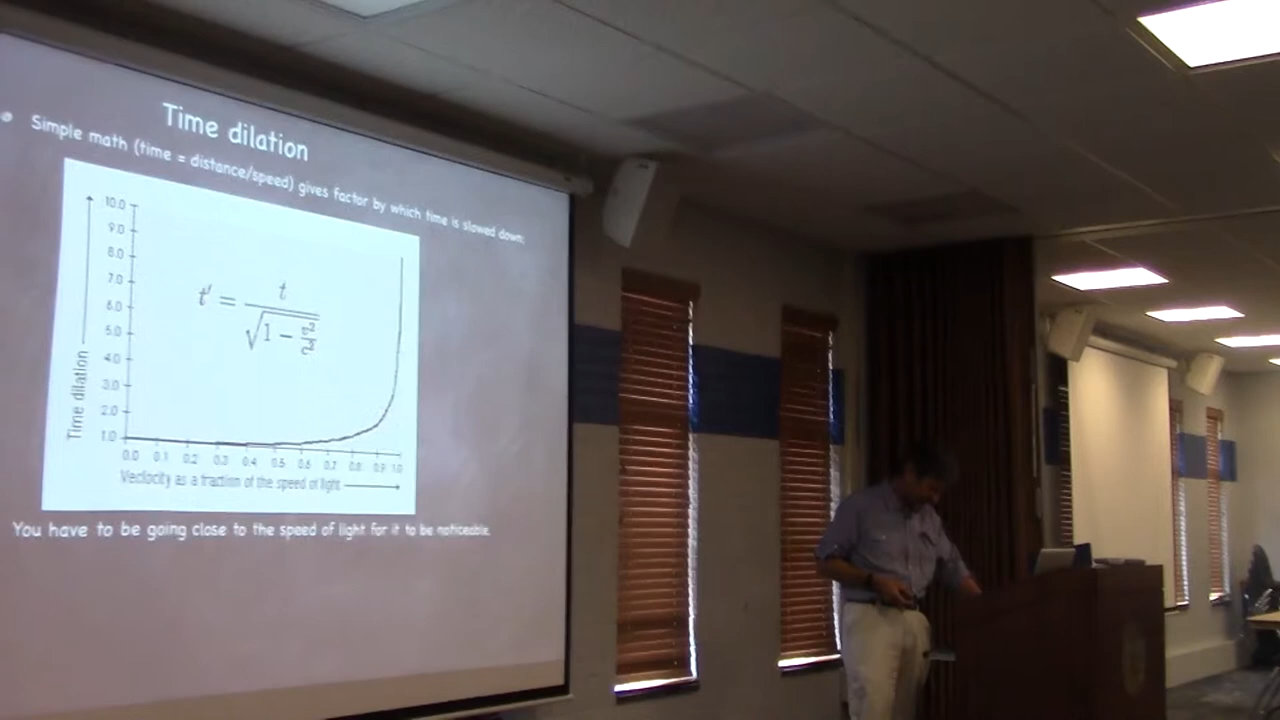 Time dilation
Simple math (time = distance/speed) gives factor by which time is slowed down:
10.0
9.0
8.0
7.0
6.0
5.0
4.0
3.0
2.0
1.0
Time dilation
t' = t / √(1 − v²/c²)
0.0 0.1 0.2 0.3 0.4 0.5 0.6 0.7 0.8 0.9 1.0
Veclocity as a fraction of the speed of light
You have to be going close to the speed of light for it to be noticeable.